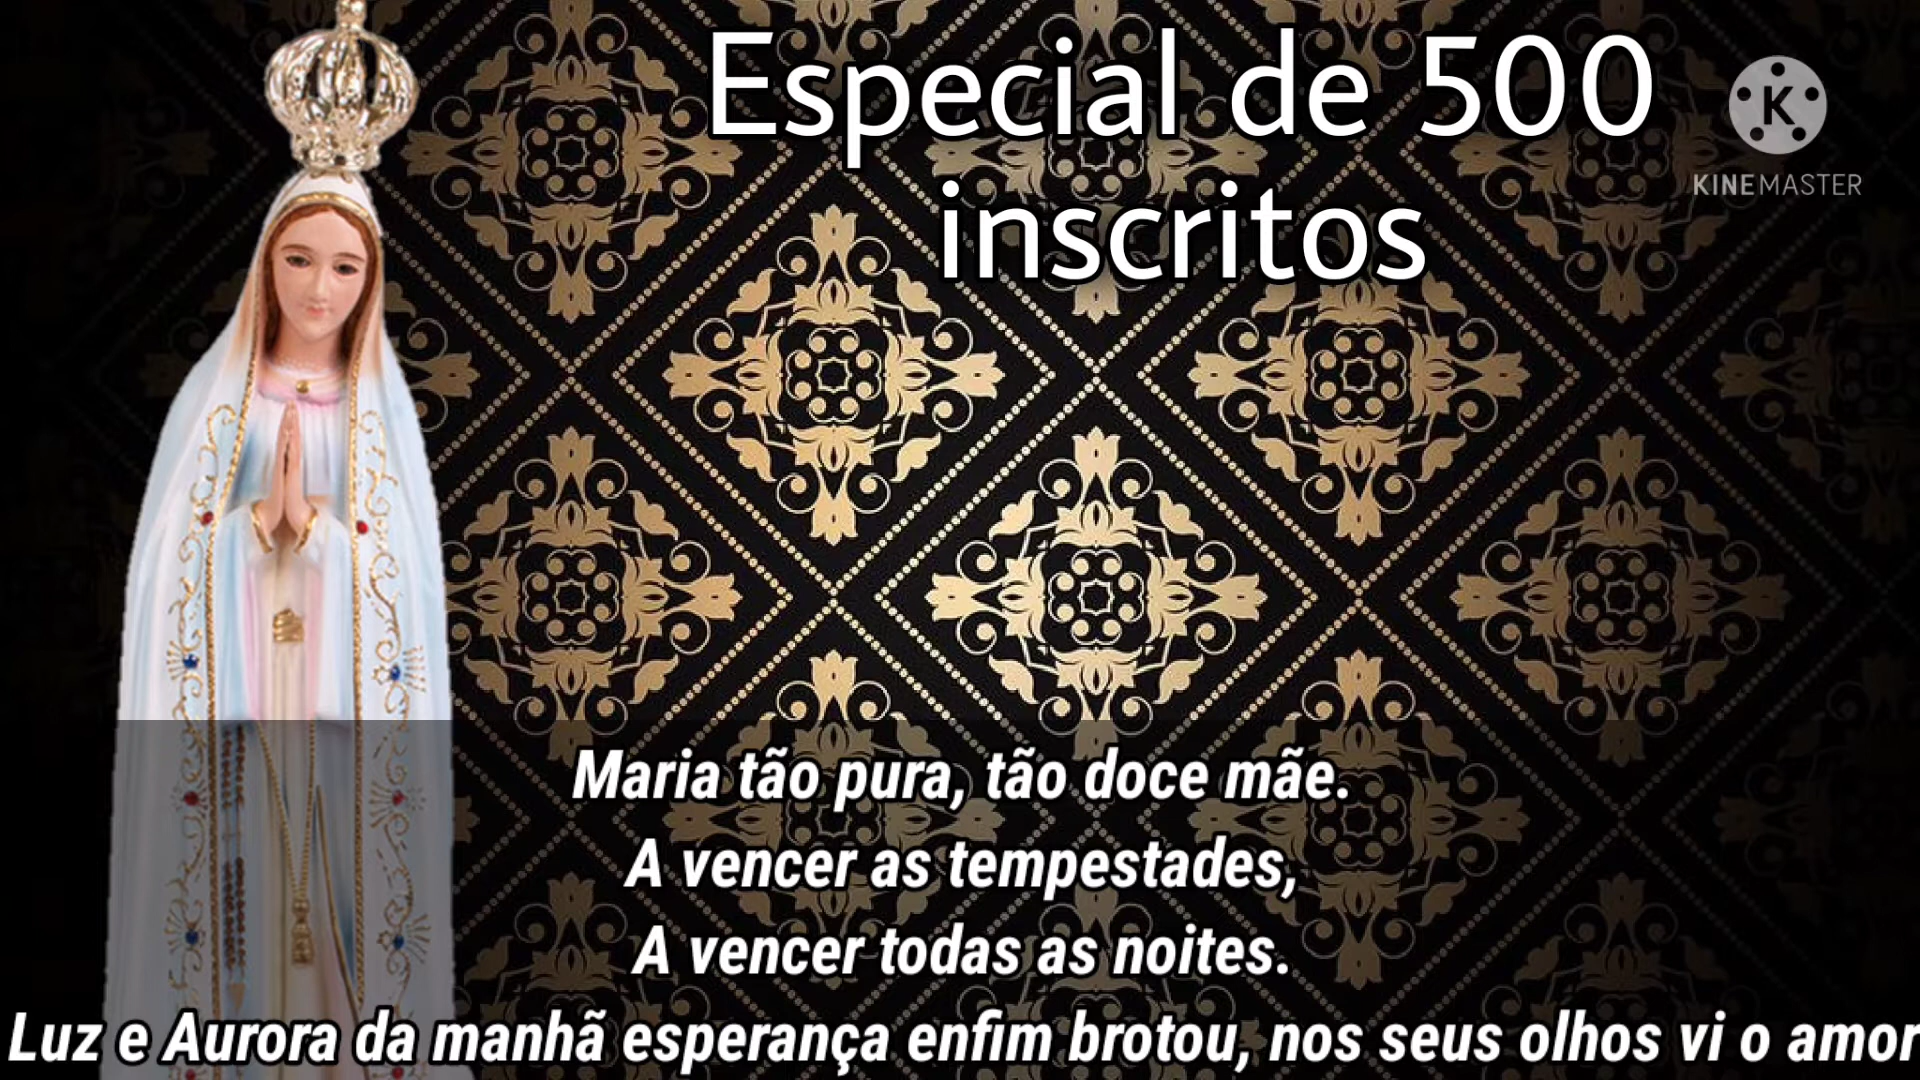 Especial de 500
inscritos
K
KINEMASTER
Maria tão pura, tão doce mãe.
A vencer as tempestades,
A vencer todas as noites.
Luz e Aurora da manhã esperança enfim brotou, nos seus olhos vi o amor